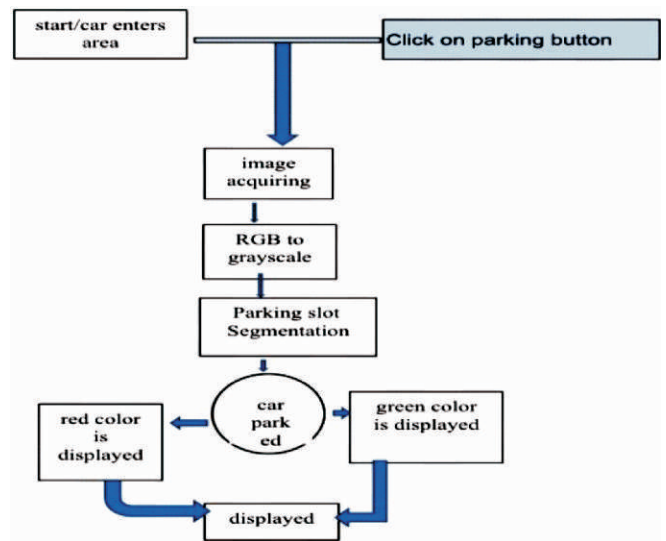 start/car enters
area
Click on parking button
image
acquiring
RGB to
grayscale
Parking slot
Segmentation
car
park
ed
red color
is
displayed
green color
is displayed
displayed